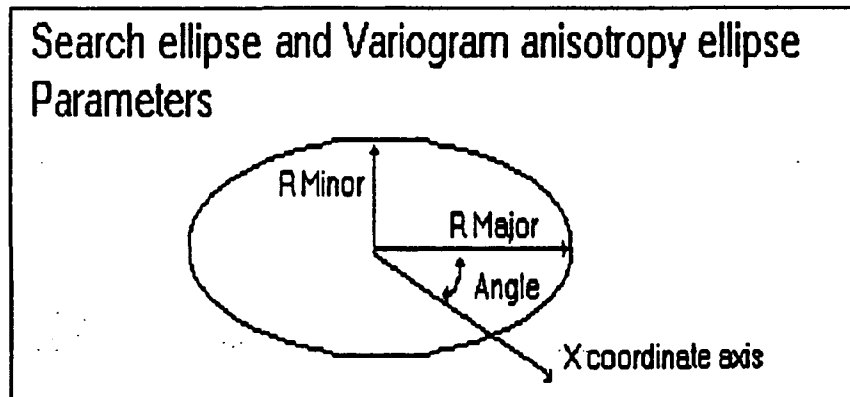 Search ellipse and Variogram anisotropy ellipse
Parameters
R Minor
R Major
Angle
X coordinate axis